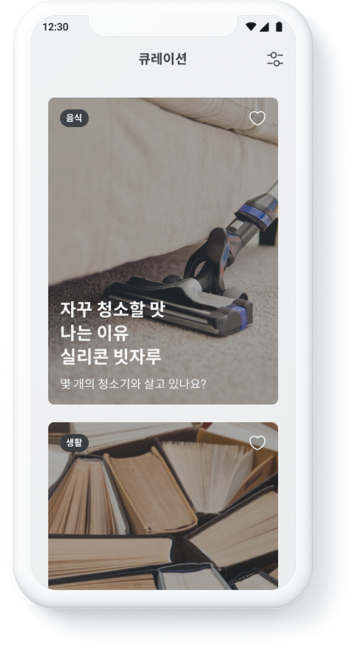 12:30
큐레이션
음식
자꾸 청소할 맛
나는 이유
실리콘 빗자루
몇 개의 청소기와 살고 있나요?
생활